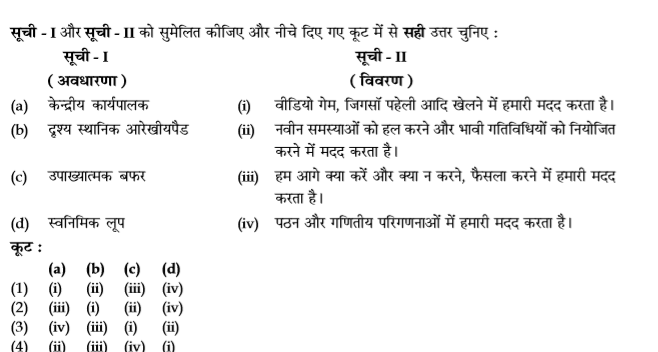 सूची - I और सूची - II को सुमेलित कीजिए और नीचे दिए गए कूट में से सही उत्तर चुनिए :
सूची - I सूची - II
( अवधारणा ) ( विवरण )
(a) केन्द्रीय कार्यपालक (i) वीडियो गेम, जिगसॉ पहेली आदि खेलने में हमारी मदद करता है।
(b) दृश्य स्थानिक आरेखीयपैड (ii) नवीन समस्याओं को हल करने और भावी गतिविधियों को नियोजित
करने में मदद करता है।
(c) उपाख्यात्मक बफर (iii) हम आगे क्या करें और क्या न करने, फैसला करने में हमारी मदद
करता है।
(d) स्वनिमिक लूप (iv) पठन और गणितीय परिगणनाओं में हमारी मदद करता है।
कूट :
(a) (b) (c) (d)
(1) (i) (ii) (iii) (iv)
(2) (iii) (i) (ii) (iv)
(3) (iv) (iii) (i) (ii)
(4) (ii) (iii) (iv) (i)